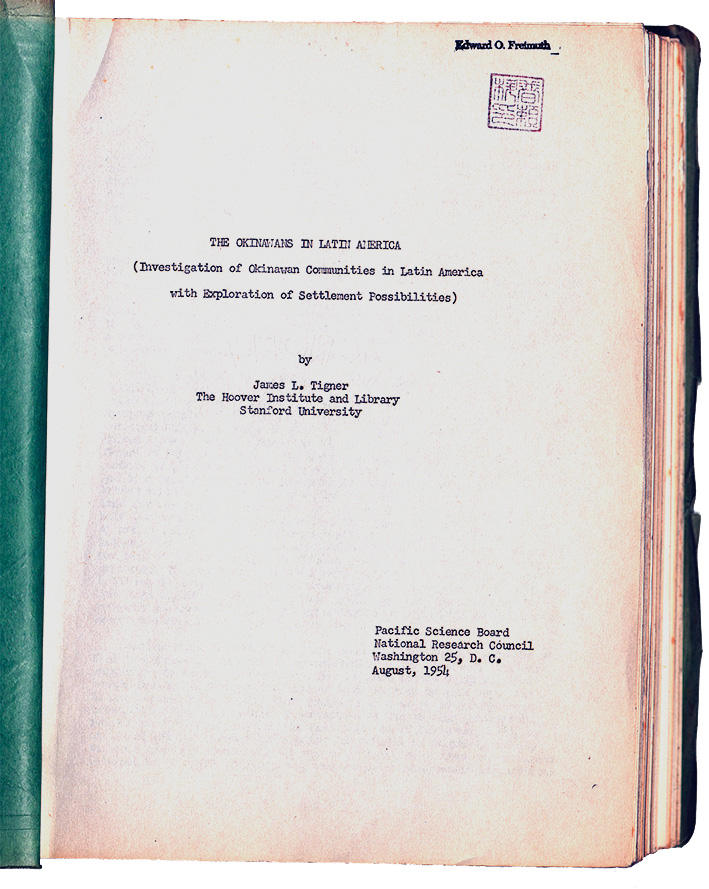 Edward O. Freimuth
THE OKINAWANS IN LATIN AMERICA
(Investigation of Okinawan Communities in Latin America
with Exploration of Settlement Possibilities)
by
James L. Tigner
The Hoover Institute and Library
Stanford University
Pacific Science Board
National Research Council
Washington 25, D. C.
August, 1954